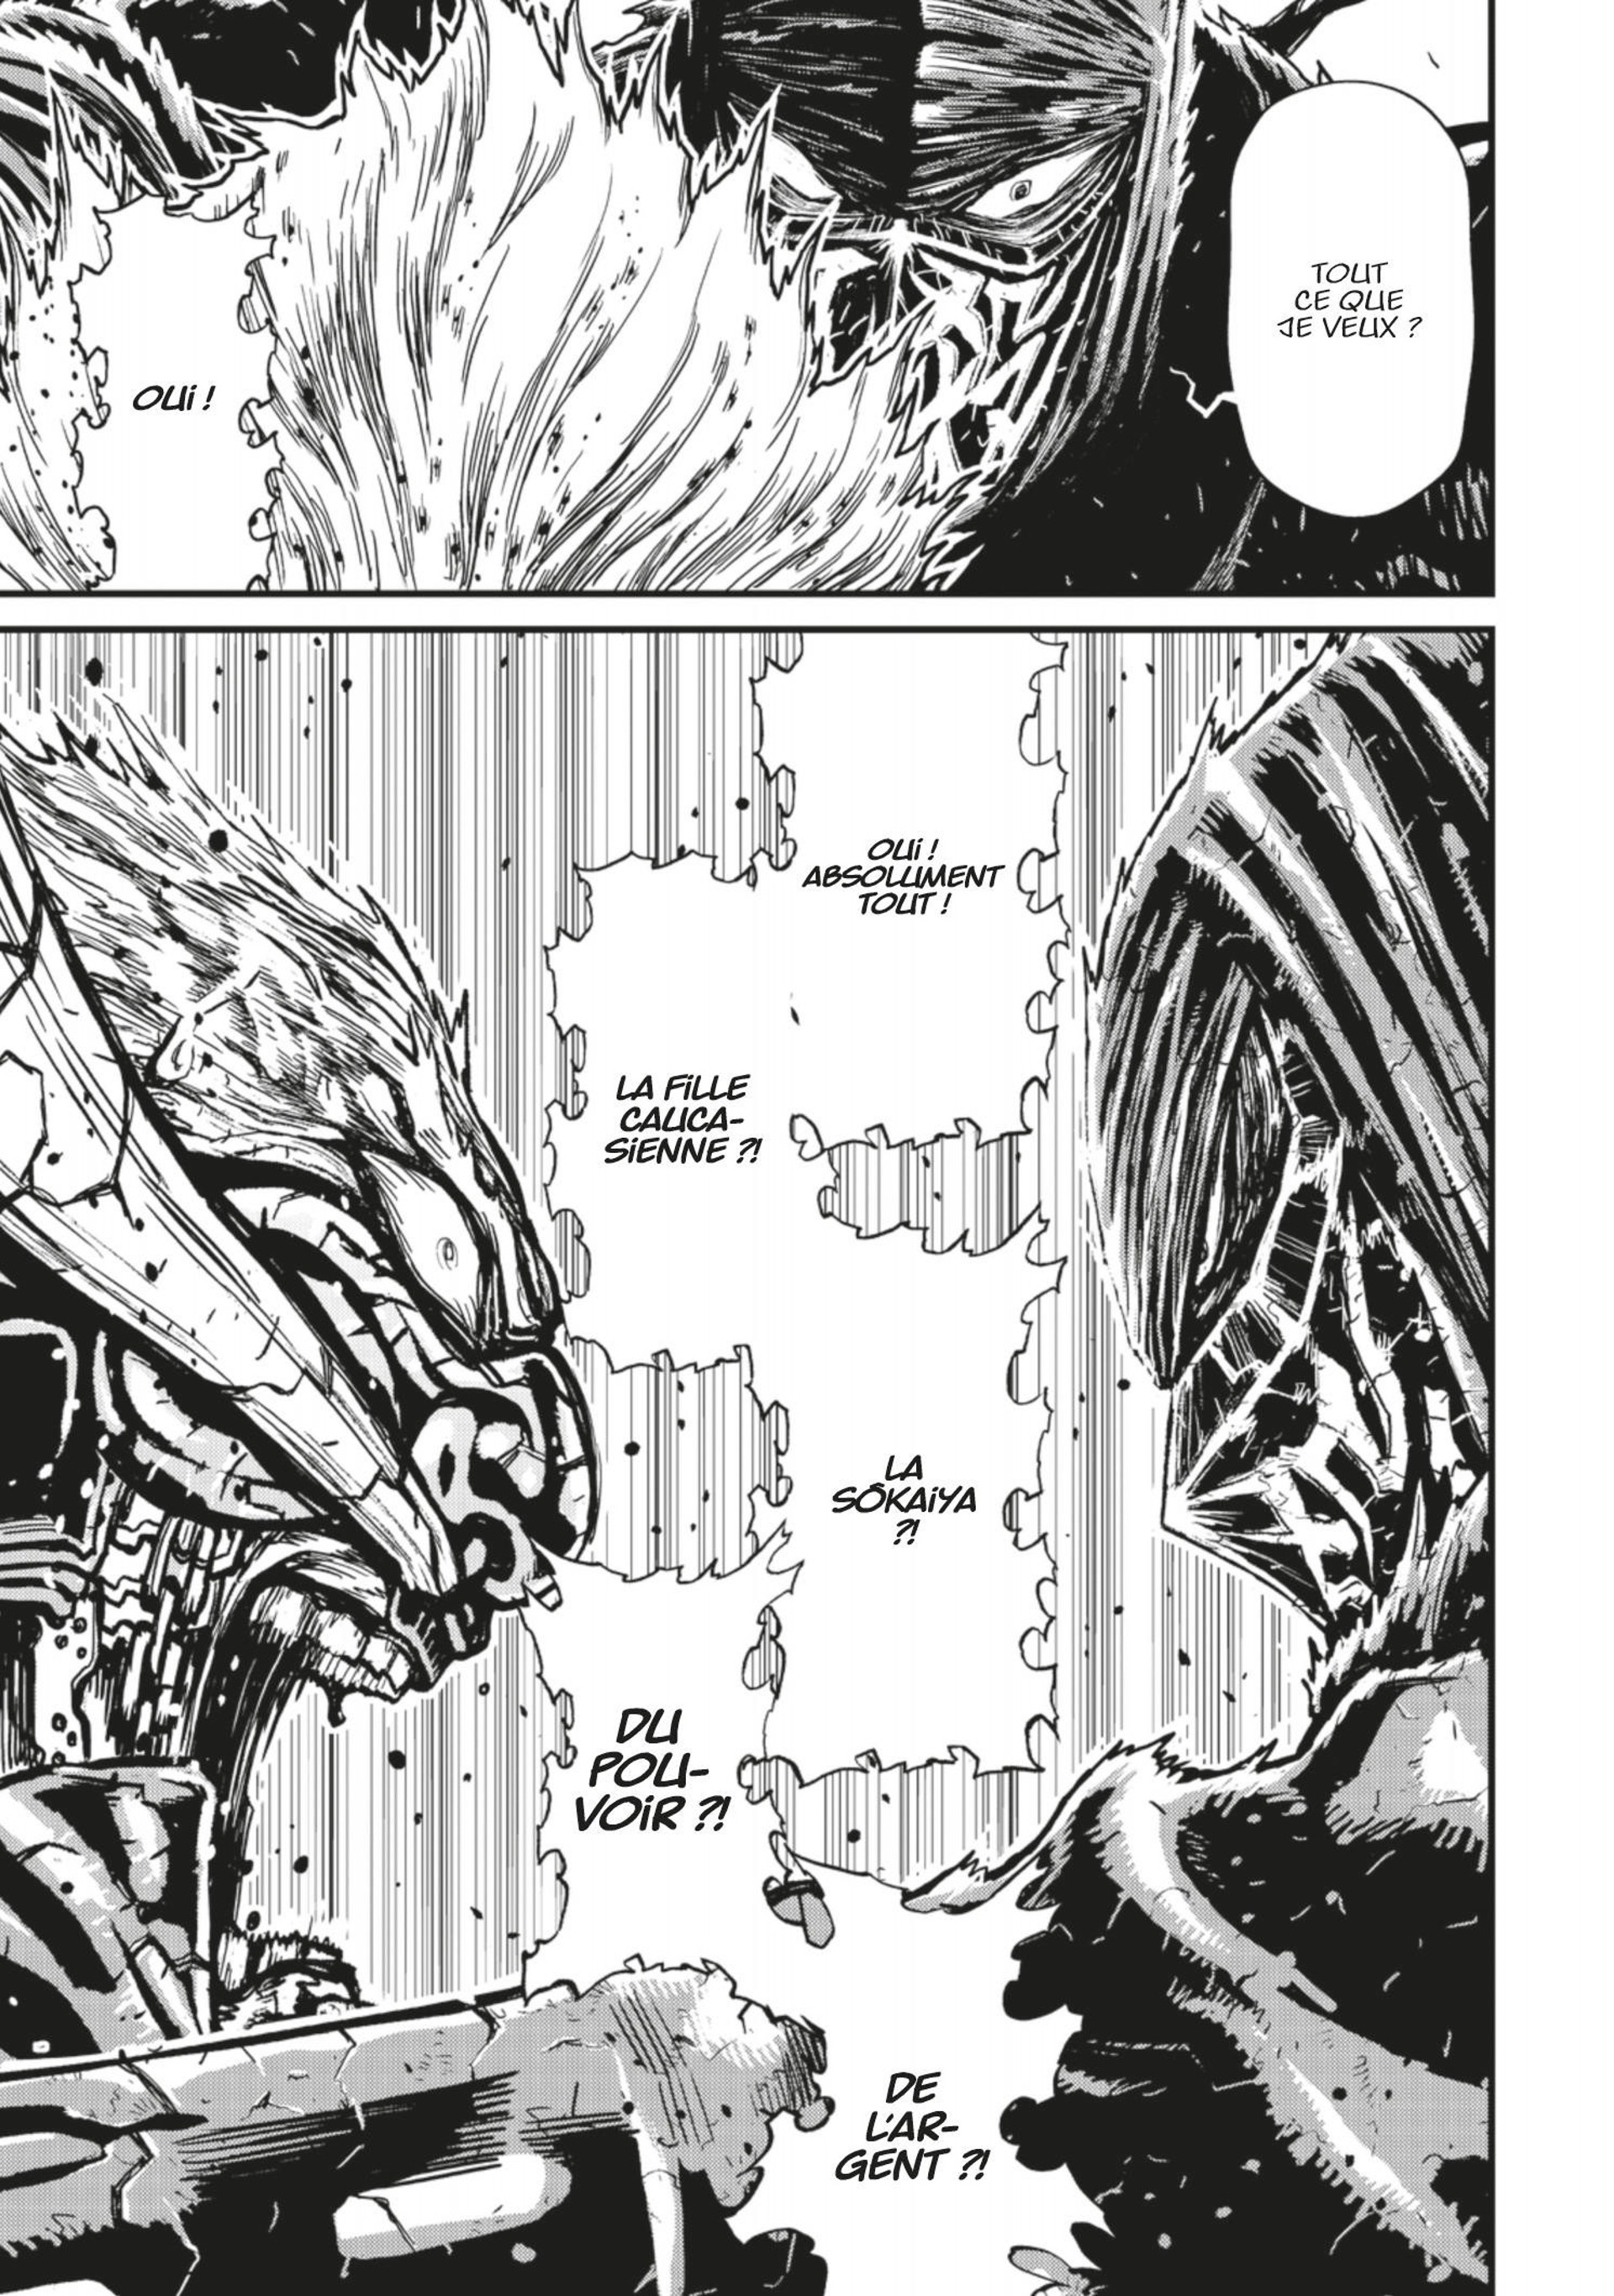 TOUT
CE QUE
JE VEUX ?
OUi !
OUi !
ABSOLUMENT
TOUT !
LA FiLLE
CAUCA-
SiENNE ?!
LA
SÔKAiYA
?!
DU
POU-
VOiR ?!
DE
L'AR-
GENT ?!